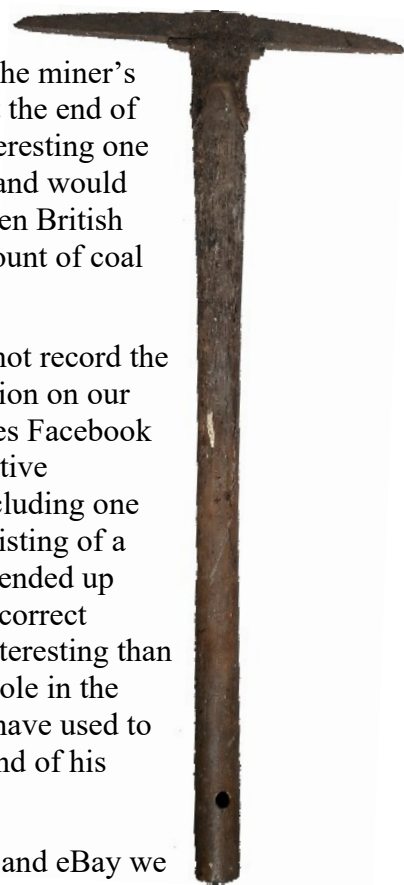 he miner's
the end of
eresting one
and would
en British
ount of coal
not record the
ion on our
es Facebook
tive
cluding one
isting of a
ended up
correct
teresting than
ole in the
have used to
nd of his
and eBay we